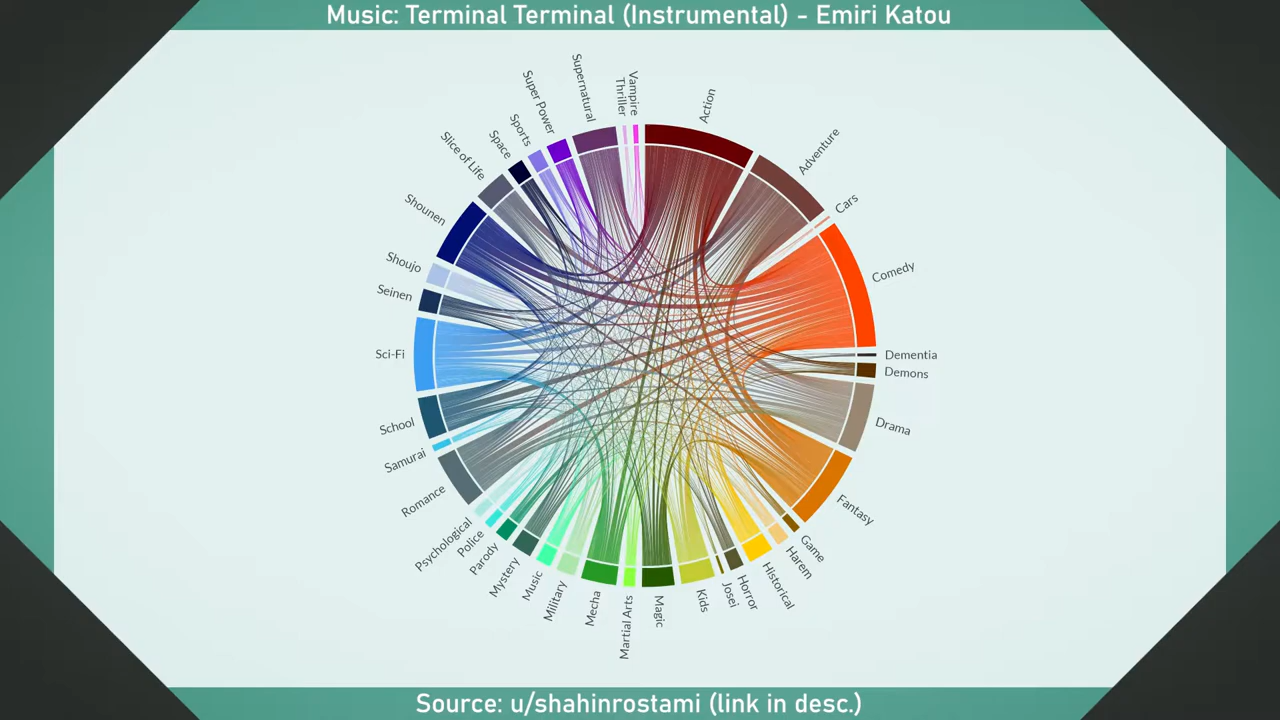 Music: Terminal Terminal (Instrumental) - Emiri Katou
Action
Adventure
Cars
Comedy
Dementia
Demons
Drama
Fantasy
Game
Harem
Historical
Horror
Josei
Kids
Magic
Martial Arts
Mecha
Military
Music
Mystery
Parody
Police
Psychological
Romance
Samurai
School
Sci-Fi
Seinen
Shoujo
Shounen
Slice of Life
Space
Sports
Super Power
Supernatural
Thriller
Vampire
Source: u/shahinrostami (link in desc.)